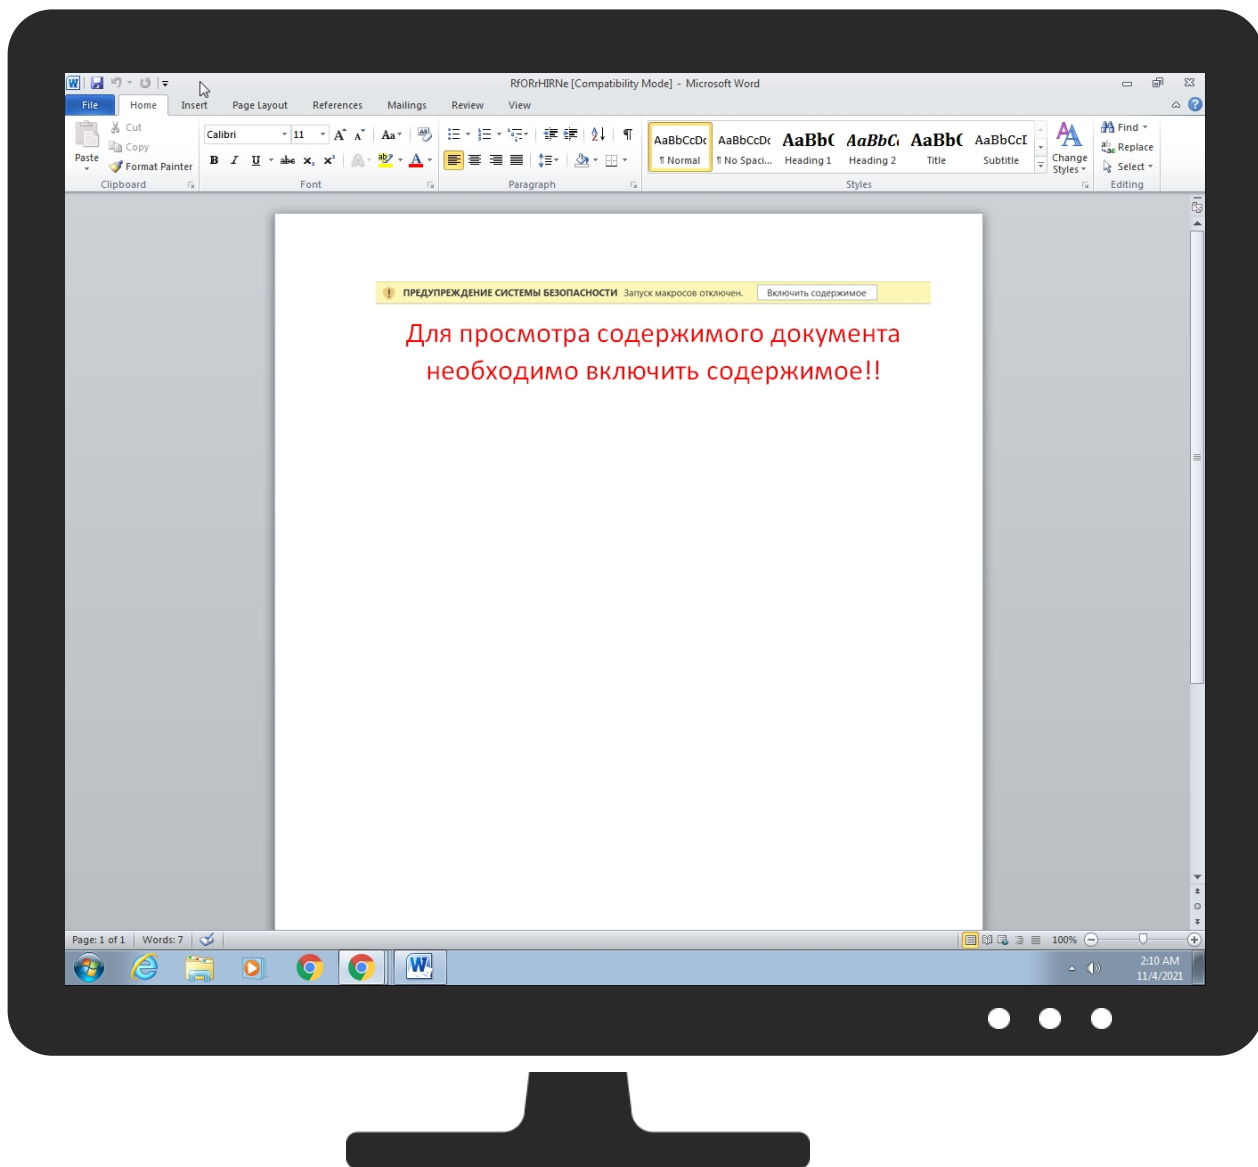 RfORrHIRNe [Compatibility Mode] - Microsoft Word
File Home Insert Page Layout References Mailings Review View
Paste
Cut
Copy
Format Painter
Clipboard
Calibri 11
Font
Paragraph
AaBbCcDc AaBbCcDc AaBbC AaBbC AaBbC AaBbCcI
¶ Normal ¶ No Spaci... Heading 1 Heading 2 Title Subtitle
Change Styles
Styles
Find
Replace
Select
Editing
ПРЕДУПРЕЖДЕНИЕ СИСТЕМЫ БЕЗОПАСНОСТИ Запуск макросов отключен. Включить содержимое
Для просмотра содержимого документа
необходимо включить содержимое!!
Page: 1 of 1 Words: 7 100%
2:10 AM
11/4/2021